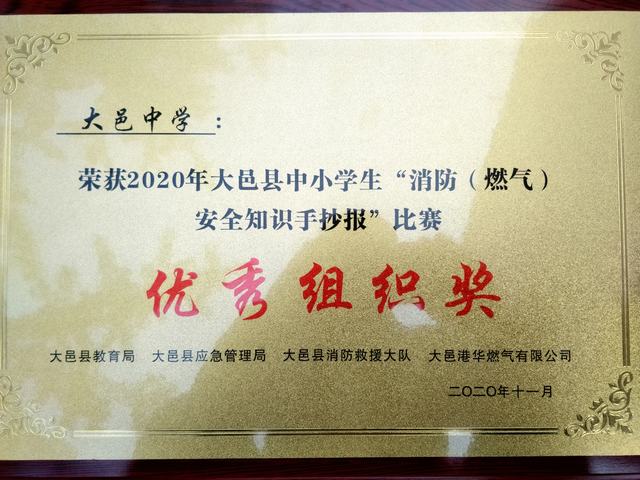 大邑中学：
荣获2020年大邑县中小学生“消防（燃气）
安全知识手抄报”比赛
优秀组织奖
大邑县教育局 大邑县应急管理局 大邑县消防救援大队 大邑港华燃气有限公司
二〇二〇年十一月